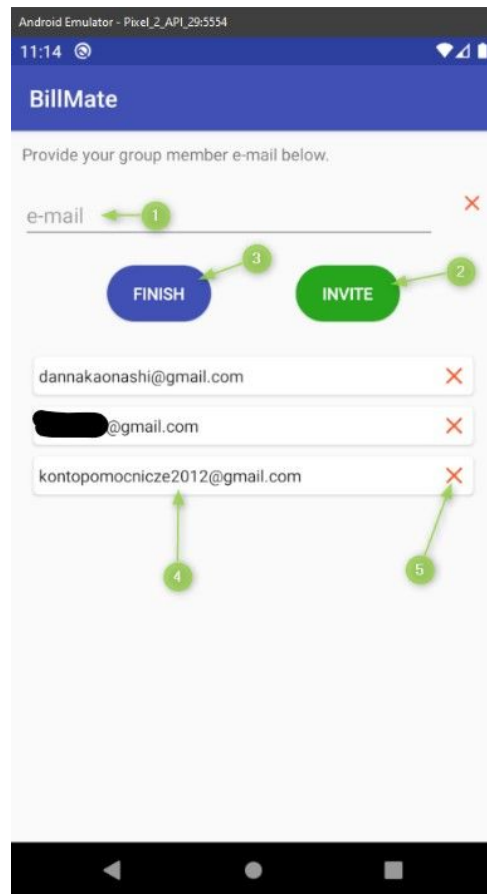 Android Emulator - Pixel_2_API_29:5554
11:14
BillMate
Provide your group member e-mail below.
e-mail 1
3
2
FINISH INVITE
dannakaonashi@gmail.com
@gmail.com
kontopomocnicze2012@gmail.com
4
5